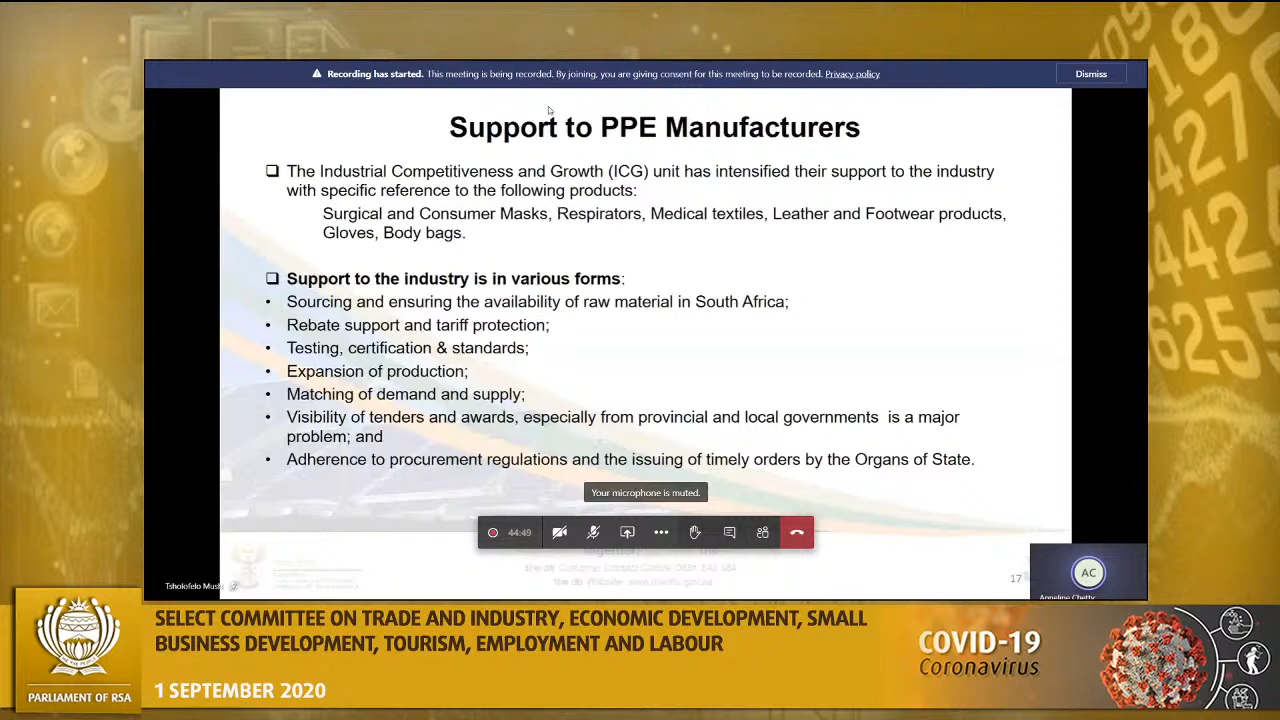 Recording has started. This meeting is being recorded. By joining, you are giving consent for this meeting to be recorded. Privacy policy
Dismiss
Support to PPE Manufacturers
The Industrial Competitiveness and Growth (ICG) unit has intensified their support to the industry
with specific reference to the following products:
Surgical and Consumer Masks, Respirators, Medical textiles, Leather and Footwear products,
Gloves, Body bags.
Support to the industry is in various forms:
• Sourcing and ensuring the availability of raw material in South Africa;
• Rebate support and tariff protection;
• Testing, certification & standards;
• Expansion of production;
• Matching of demand and supply;
• Visibility of tenders and awards, especially from provincial and local governments is a major
problem; and
• Adherence to procurement regulations and the issuing of timely orders by the Organs of State.
Your microphone is muted.
44:49
17
AC
Tsholofelo
Anneline Chetty
SELECT COMMITTEE ON TRADE AND INDUSTRY, ECONOMIC DEVELOPMENT, SMALL
BUSINESS DEVELOPMENT, TOURISM, EMPLOYMENT AND LABOUR
PARLIAMENT OF RSA
1 SEPTEMBER 2020
COVID-19
Coronavirus